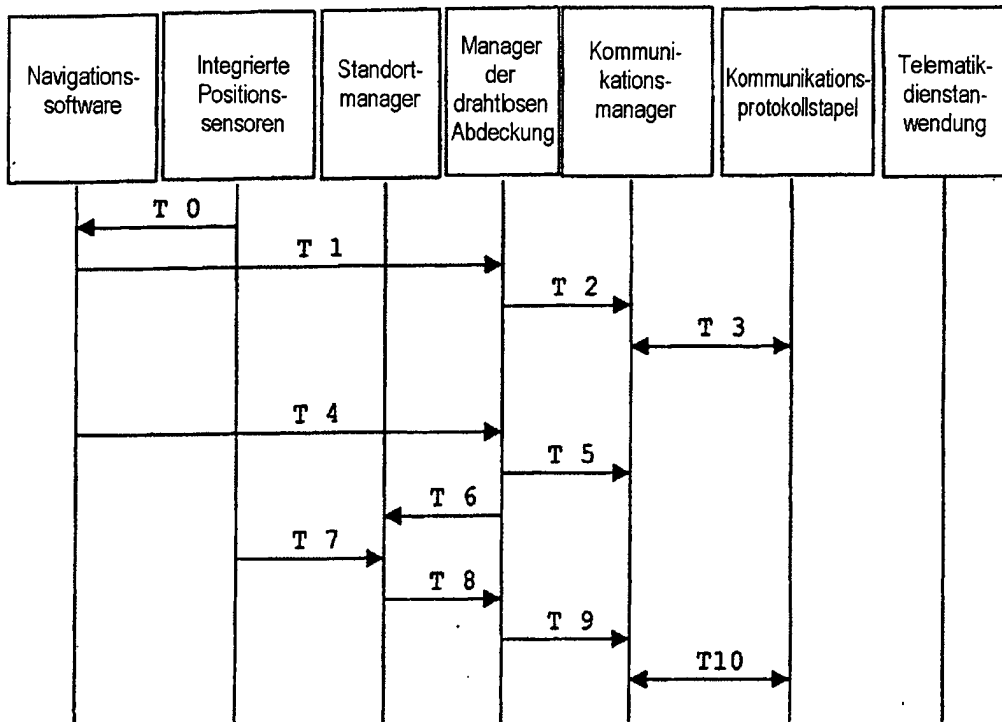 Navigations-
software
Integrierte
Positions-
sensoren
Standort-
manager
Manager
der
drahtlosen
Abdeckung
Kommuni-
kations-
manager
Kommunikations-
protokollstapel
Telematik-
dienstan-
wendung
T 0
T 1
T 2
T 3
T 4
T 5
T 6
T 7
T 8
T 9
T10